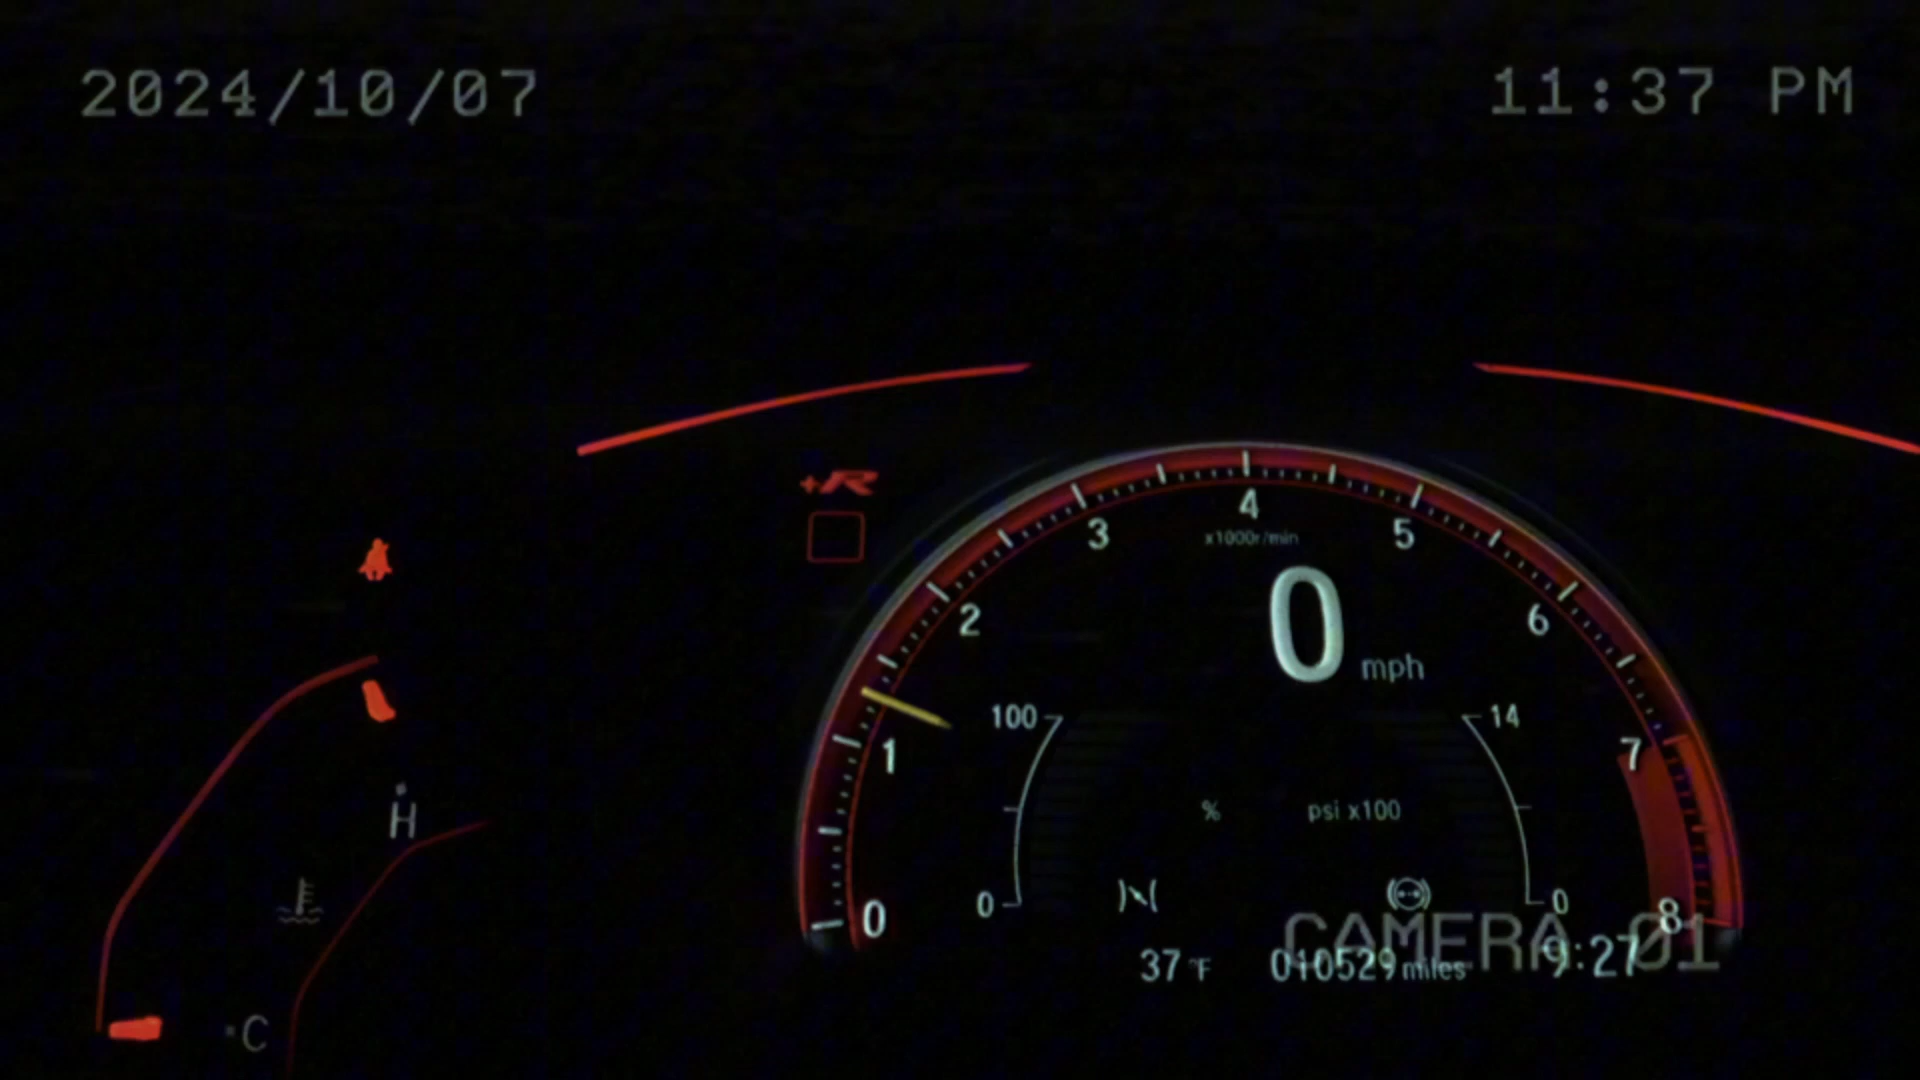 2024/10/07 11:37 PM
+R
4
3 5
x1000r/min
2 6
0 mph
100 14
1 7
% psi x100
H
0 0
0 8
CAMERA 01
37 °F 010529 miles 9:27
C